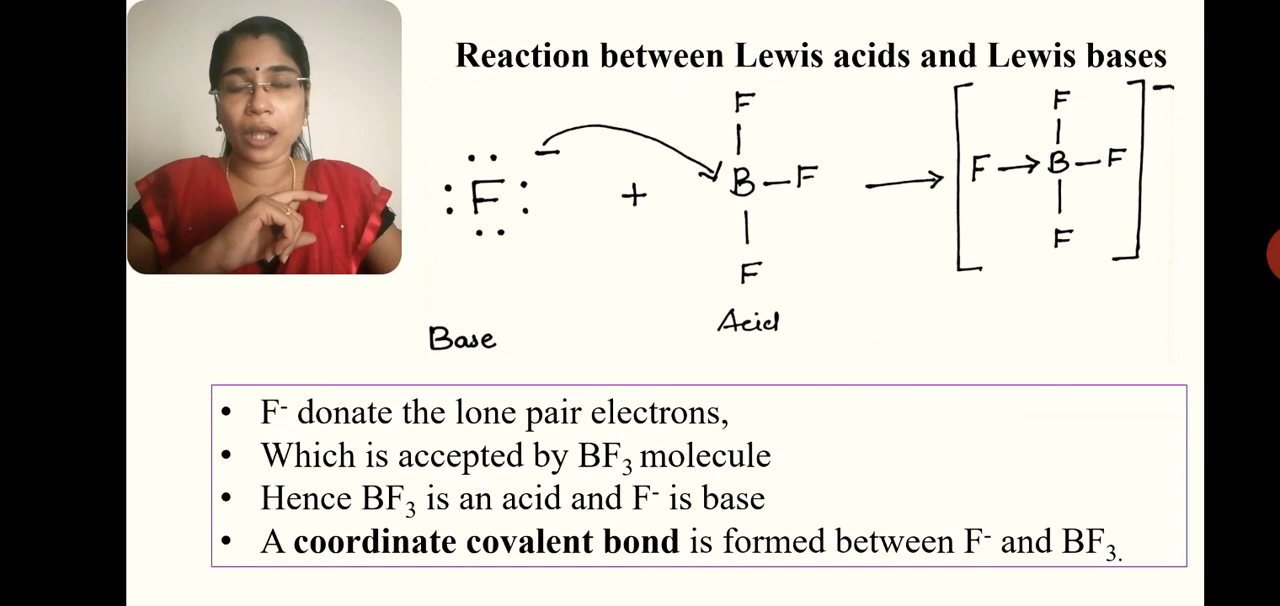 Reaction between Lewis acids and Lewis bases
:F: −
+
F
|
B—F
|
F
→
[F→B—F]−
F
|
|
F
Base
Acid
• F- donate the lone pair electrons,
• Which is accepted by BF3 molecule
• Hence BF3 is an acid and F- is base
• A coordinate covalent bond is formed between F- and BF3.